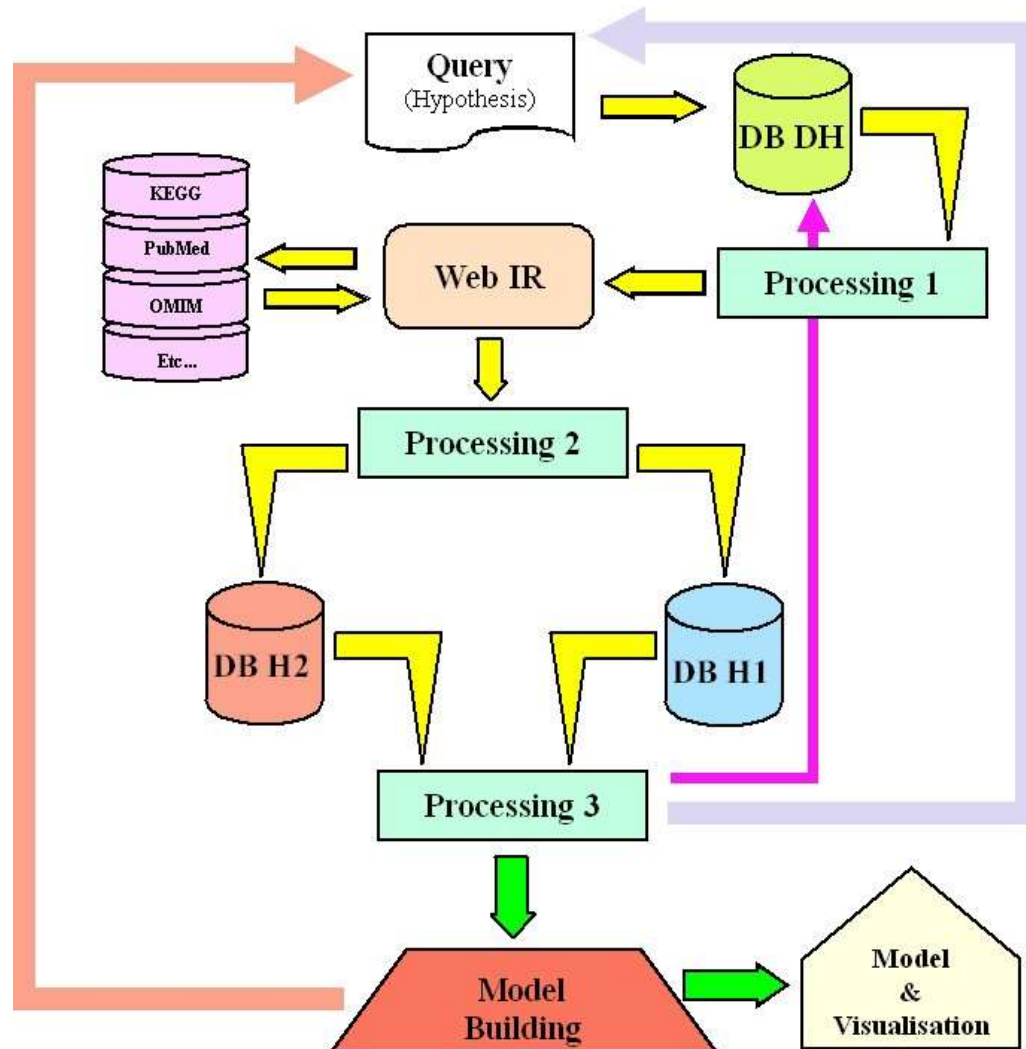 Query
(Hypothesis)
DB DH
KEGG
PubMed
OMIM
Etc...
Web IR
Processing 1
Processing 2
DB H2
DB H1
Processing 3
Model
Building
Model
&
Visualisation